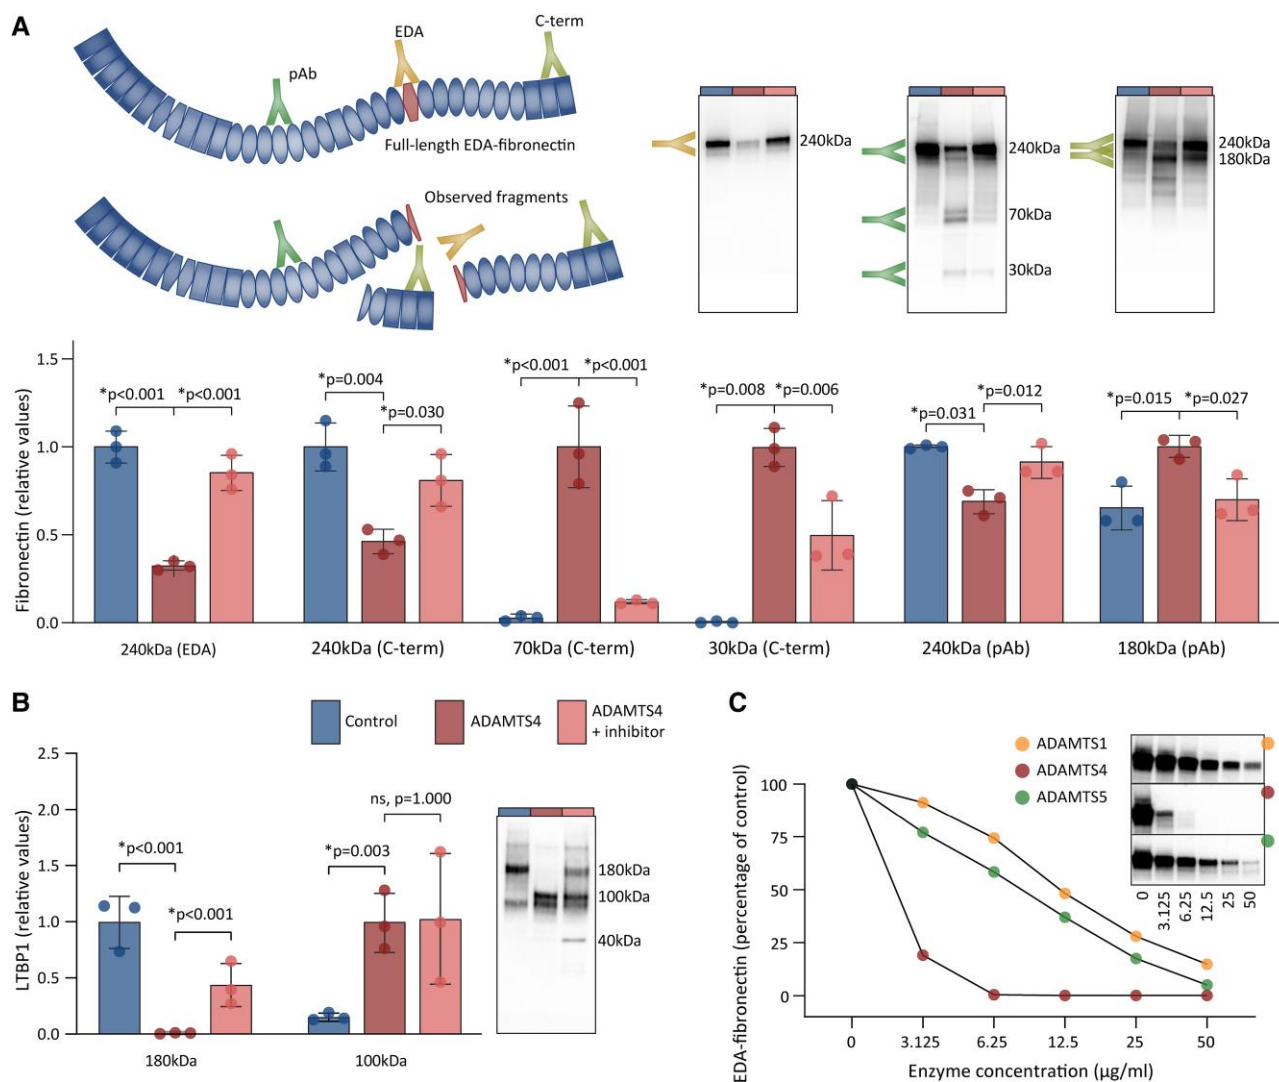 A
pAb
EDA
C-term
Full-length EDA-fibronectin
Observed fragments
240kDa
240kDa
70kDa
30kDa
240kDa
180kDa
Fibronectin (relative values)
1.5
1.0
0.5
0.0
*p<0.001
*p<0.001
*p=0.004
*p=0.030
*p<0.001
*p<0.001
*p=0.008
*p=0.006
*p=0.031
*p=0.012
*p=0.015
*p=0.027
240kDa (EDA)
240kDa (C-term)
70kDa (C-term)
30kDa (C-term)
240kDa (pAb)
180kDa (pAb)
B
Control
ADAMTS4
ADAMTS4
+ inhibitor
LTBP1 (relative values)
2.5
2.0
1.5
1.0
0.5
0.0
*p<0.001
*p<0.001
*p=0.003
ns, p=1.000
180kDa
100kDa
180kDa
100kDa
40kDa
C
ADAMTS1
ADAMTS4
ADAMTS5
0
3.125
6.25
12.5
25
50
EDA-fibronectin (percentage of control)
100
75
50
25
0
0
3.125
6.25
12.5
25
50
Enzyme concentration (µg/ml)